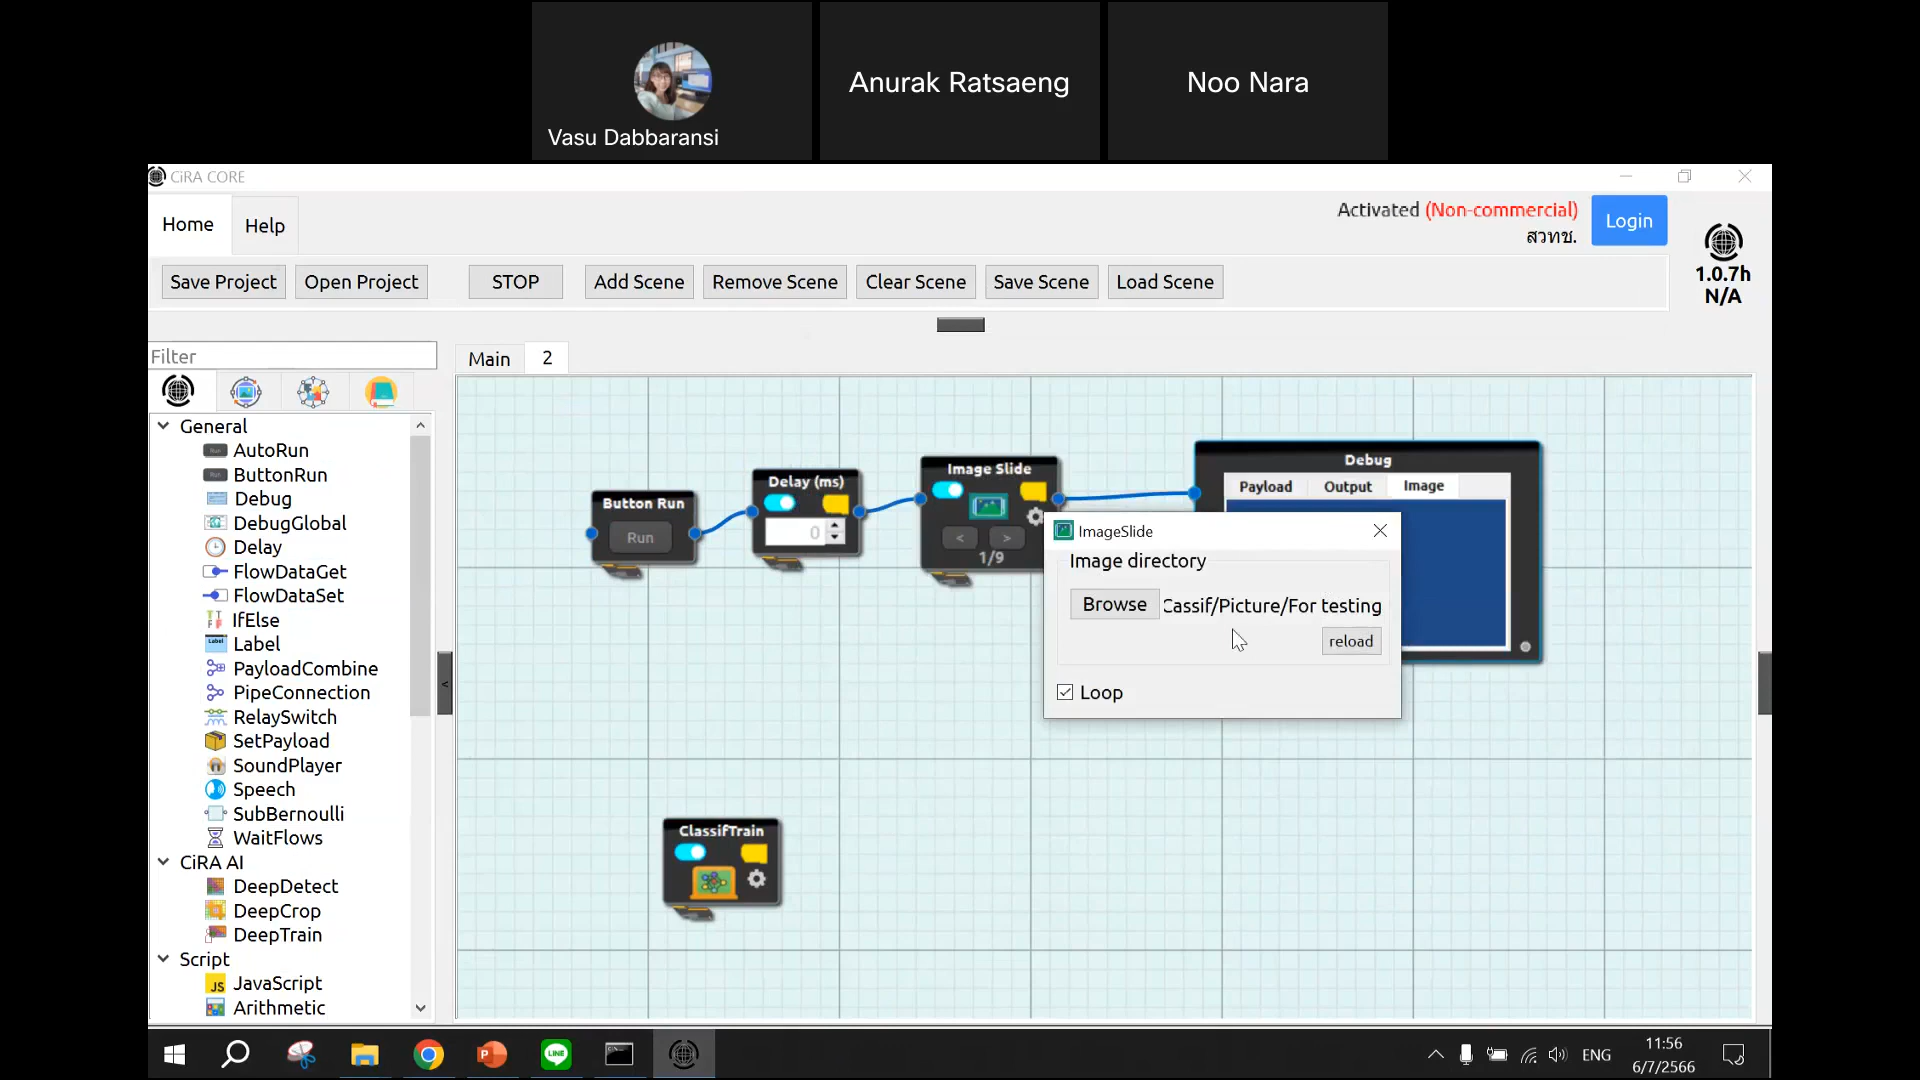 Vasu Dabbaransi
Anurak Ratsaeng
Noo Nara
CiRA CORE
Home
Help
Activated (Non-commercial)
สวทช.
Login
1.0.7h
N/A
Save Project
Open Project
STOP
Add Scene
Remove Scene
Clear Scene
Save Scene
Load Scene
Filter
Main
2
General
AutoRun
ButtonRun
Debug
DebugGlobal
Delay
FlowDataGet
FlowDataSet
IfElse
Label
PayloadCombine
PipeConnection
RelaySwitch
SetPayload
SoundPlayer
Speech
SubBernoulli
WaitFlows
CiRA AI
DeepDetect
DeepCrop
DeepTrain
Script
JavaScript
Arithmetic
Button Run
Run
Delay (ms)
0
Image Slide
<
>
1/9
Debug
Payload
Output
Image
ImageSlide
Image directory
Browse
Cassif/Picture/For testing
reload
Loop
ClassifTrain
ENG
11:56
6/7/2566